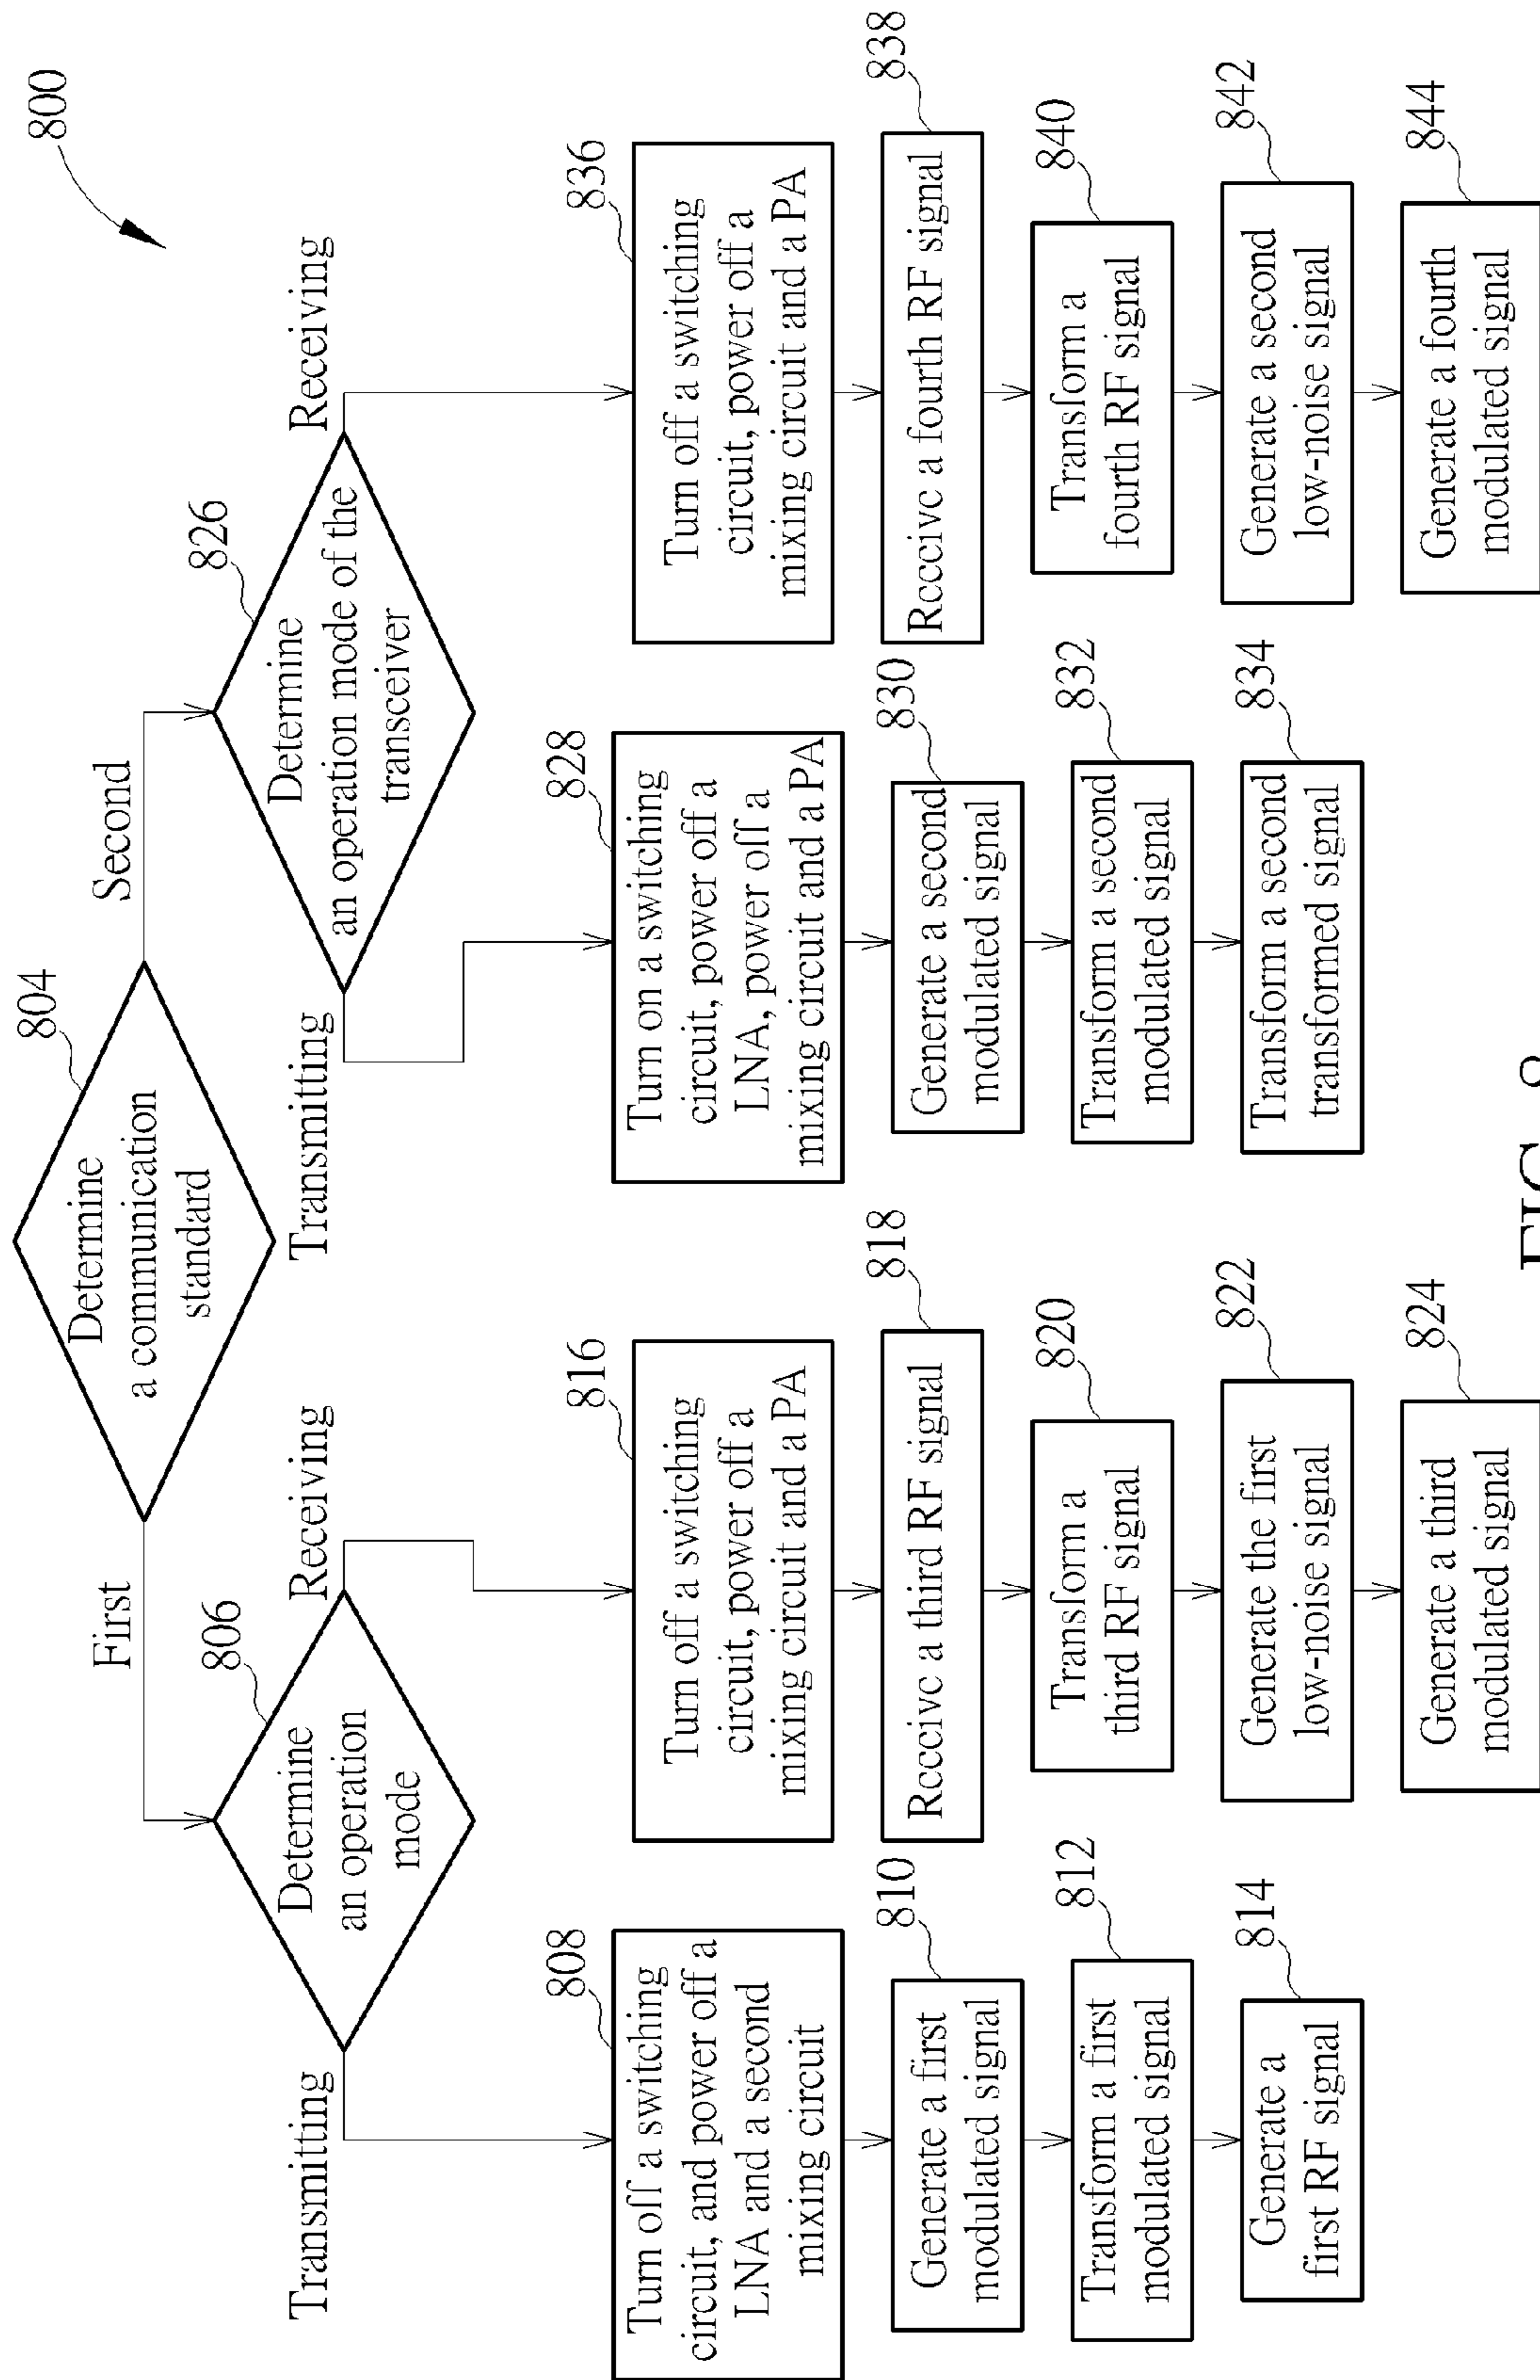 800
804
Determine
a communication
standard
First
Second
806
Determine
an operation
mode
826
Determine
an operation mode of the
transceiver
Transmitting
Receiving
Transmitting
Receiving
808
Turn off a switching
circuit, and power off a
LNA and a second
mixing circuit
810
Generate a first
modulated signal
812
Transform a first
modulated signal
814
Generate a
first RF signal
816
Turn off a switching
circuit, power off a
mixing circuit and a PA
818
Receive a third RF signal
820
Transform a
third RF signal
822
Generate the first
low-noise signal
824
Generate a third
modulated signal
828
Turn on a switching
circuit, power off a
LNA, power off a
mixing circuit and a PA
830
Generate a second
modulated signal
832
Transform a second
modulated signal
834
Transform a second
transformed signal
836
Turn off a switching
circuit, power off a
mixing circuit and a PA
838
Receive a fourth RF signal
840
Transform a
fourth RF signal
842
Generate a second
low-noise signal
844
Generate a fourth
modulated signal
FIG. 8